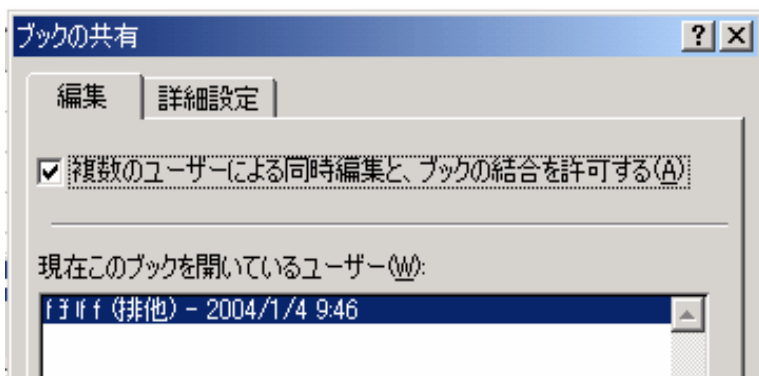 ブックの共有
編集
詳細設定
複数のユーザーによる同時編集と、ブックの結合を許可する(A)
現在このブックを開いているユーザー(W):
(排他) - 2004/1/4 9:46